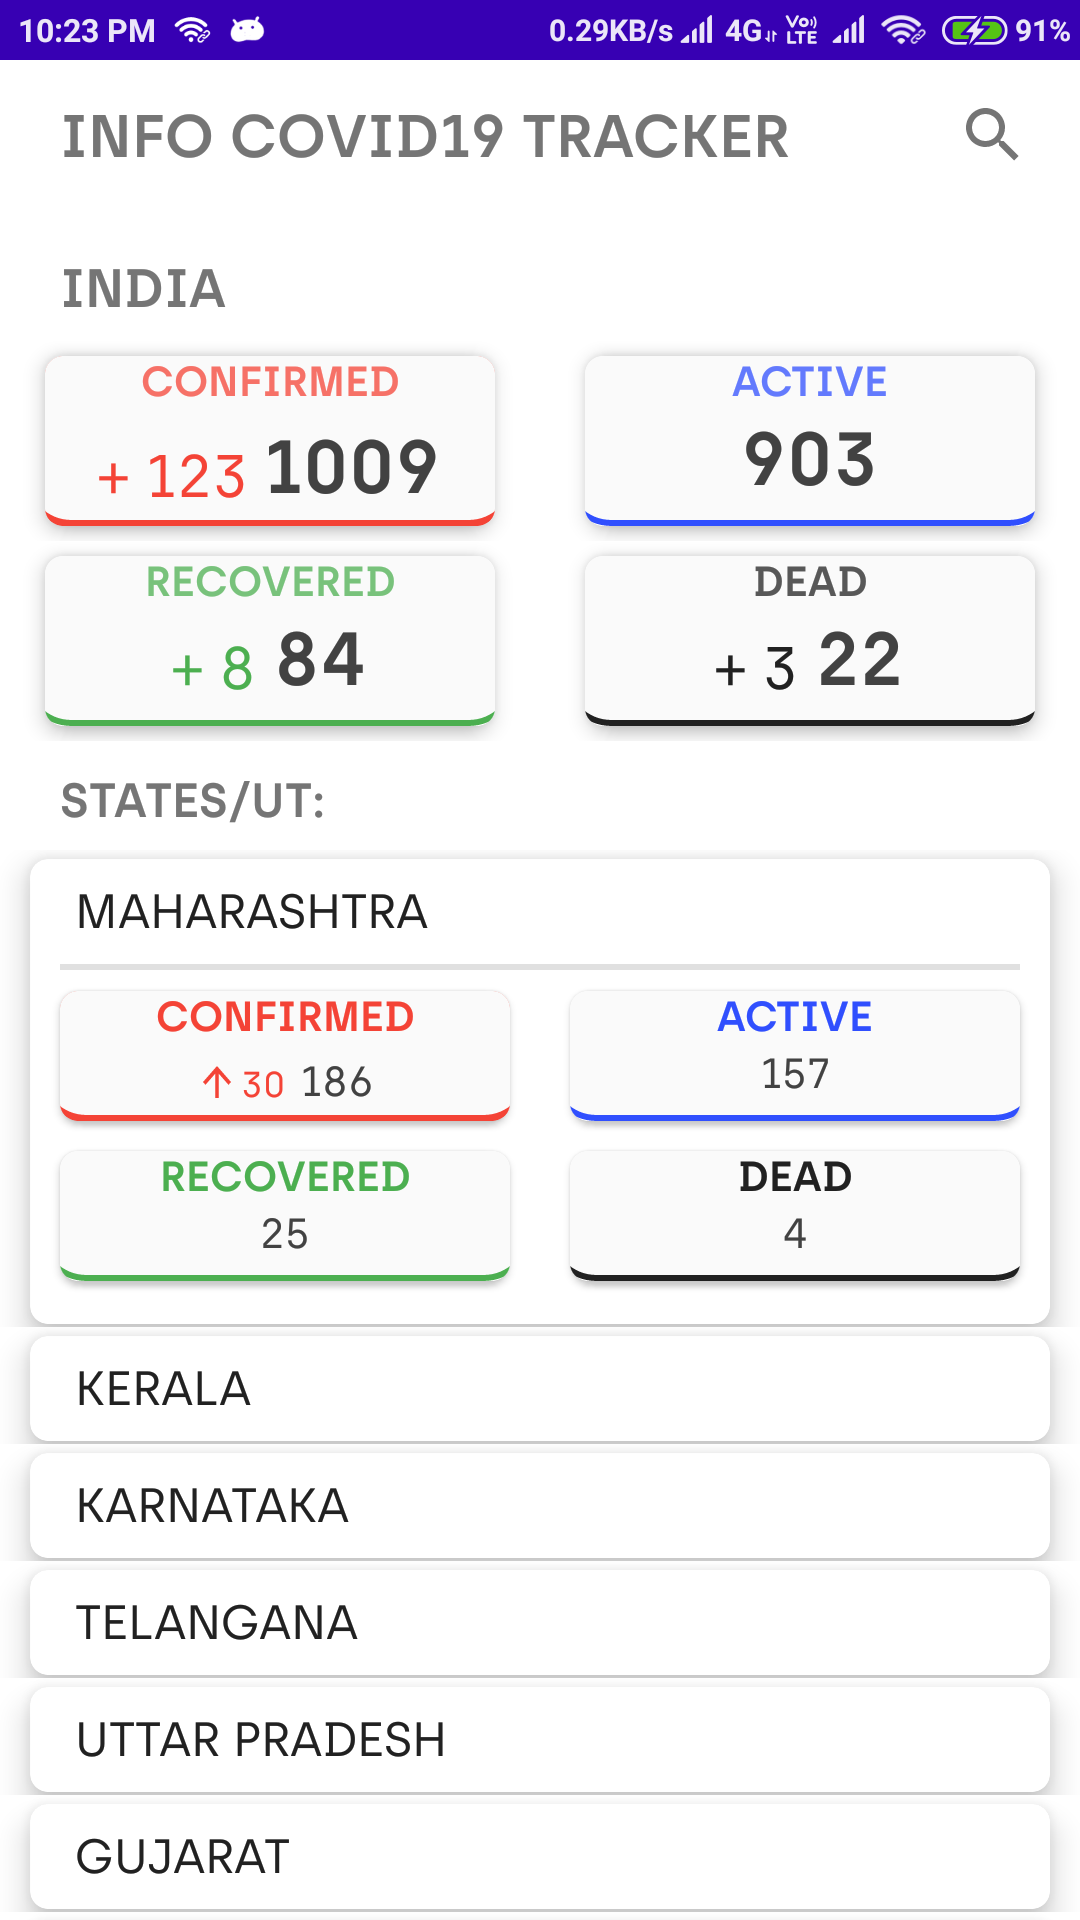 10:23 PM 0.29KB/s 4G Vo)) LTE 91%
INFO COVID19 TRACKER
INDIA
CONFIRMED ACTIVE
+ 123 1009 903
RECOVERED DEAD
+ 8 84 + 3 22
STATES/UT:
MAHARASHTRA
CONFIRMED ACTIVE
↑ 30 186 157
RECOVERED DEAD
25 4
KERALA
KARNATAKA
TELANGANA
UTTAR PRADESH
GUJARAT